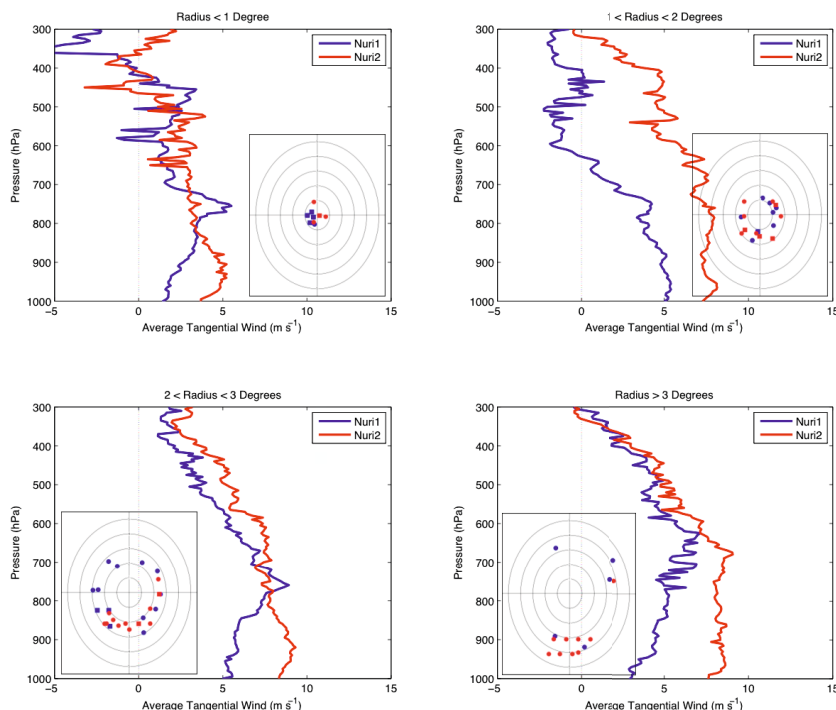 Radius < 1 Degree
300
400
500
600
700
800
900
1000
Pressure (hPa)
−5
0
5
10
15
Average Tangential Wind (m s⁻¹)
Nuri1
Nuri2
1 < Radius < 2 Degrees
300
400
500
600
700
800
900
1000
Pressure (hPa)
−5
0
5
10
15
Average Tangential Wind (m s⁻¹)
Nuri1
Nuri2
2 < Radius < 3 Degrees
300
400
500
600
700
800
900
1000
Pressure (hPa)
−5
0
5
10
15
Average Tangential Wind (m s⁻¹)
Nuri1
Nuri2
Radius > 3 Degrees
300
400
500
600
700
800
900
1000
Pressure (hPa)
−5
0
5
10
15
Average Tangential Wind (m s⁻¹)
Nuri1
Nuri2